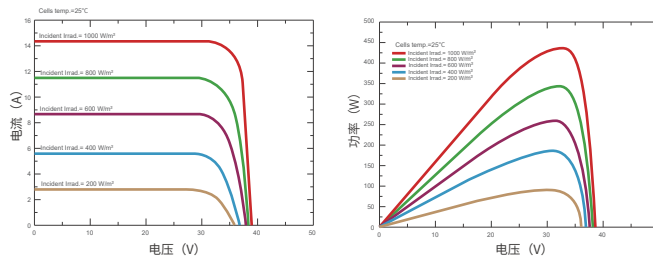 Cells temp.=25℃
16
14
12
10
8
6
4
2
0
电流（A）
Incident Irrad.= 1000 W/m²
Incident Irrad.= 800 W/m²
Incident Irrad.= 600 W/m²
Incident Irrad.= 400 W/m²
Incident Irrad.= 200 W/m²
0 10 20 30 40 50
电压（V）
500
450
400
350
300
250
200
150
100
50
0
功率（W）
Cells temp.=25℃
Incident Irrad.= 1000 W/m²
Incident Irrad.= 800 W/m²
Incident Irrad.= 600 W/m²
Incident Irrad.= 400 W/m²
Incident Irrad.= 200 W/m²
0 10 20 30 40
电压（V）